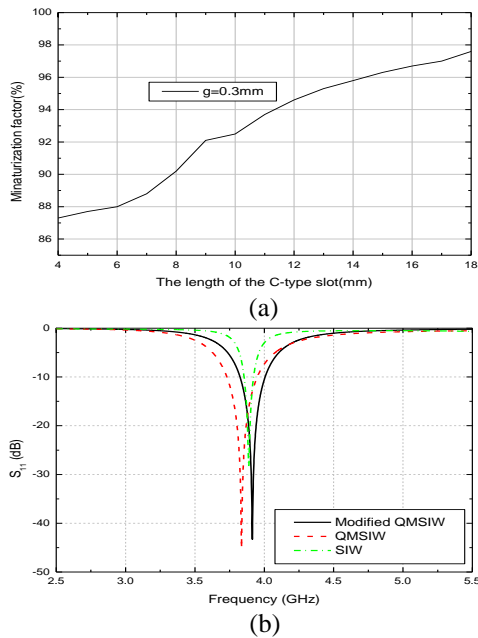 100
98
96
94
92
90
88
86
Minaturization factor(%)
g=0.3mm
4 6 8 10 12 14 16 18
The length of the C-type slot(mm)
(a)
0
-10
-20
-30
-40
-50
S11 (dB)
Modified QMSIW
QMSIW
SIW
2.5 3.0 3.5 4.0 4.5 5.0 5.5
Frequency (GHz)
(b)